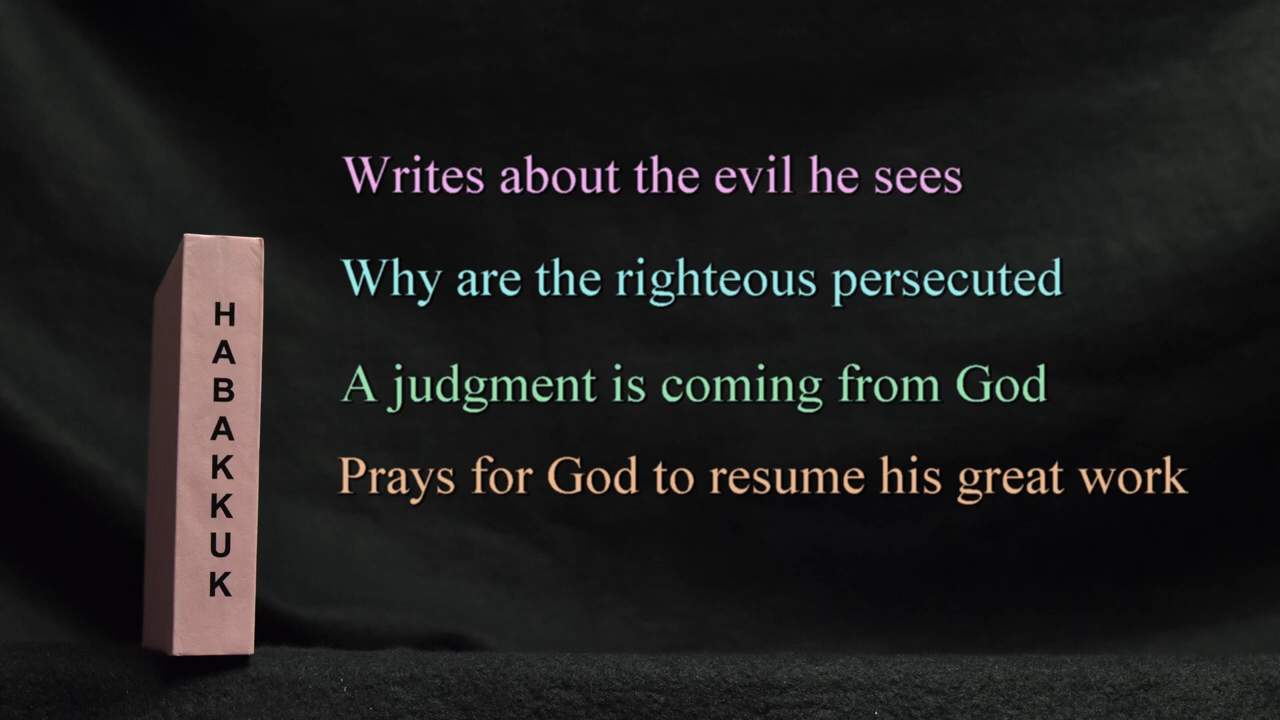 HABAKKUK
Writes about the evil he sees
Why are the righteous persecuted
A judgment is coming from God
Prays for God to resume his great work